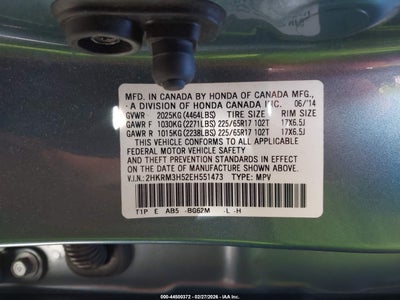 MFD. IN CANADA BY HONDA OF CANADA MFG.,
· A DIVISION OF HONDA CANADA INC. 06/'14
GVWR 2025KG (4464LBS) TIRE SIZE RIM SIZE
GAWR F 1030KG (2271LBS) 225/65R17 102T 17X6.5J
GAWR R 1015KG (2238LBS) 225/65R17 102T 17X6.5J
THIS VEHICLE CONFORMS TO ALL APPLICABLE
FEDERAL MOTOR VEHICLE SAFETY
AND THEFT PREVENTION STANDARDS IN EFFECT
ON THE DATE OF MANUFACTURE SHOWN ABOVE.
V.I.N.: 2HKRM3H52EH551473 TYPE: MPV
T1P E AB5 -BG62M -L -H
000-44500372 - 02/27/2026 - IAA Inc.